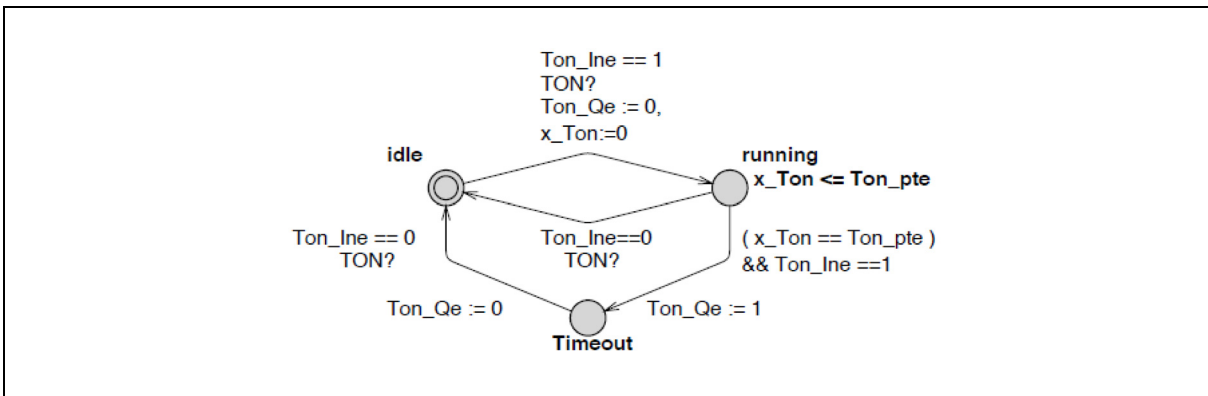 Ton_Ine == 1
TON?
Ton_Qe := 0,
x_Ton:=0
idle
running
x_Ton <= Ton_pte
Ton_Ine == 0
TON?
Ton_Ine==0
TON?
( x_Ton == Ton_pte )
&& Ton_Ine ==1
Ton_Qe := 0
Ton_Qe := 1
Timeout